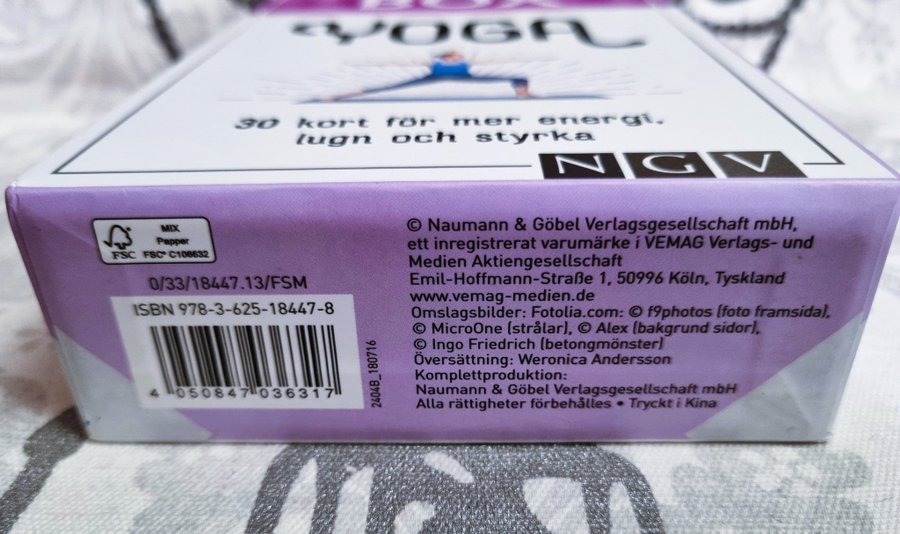 BOX
YOGA
30 kort för mer energi,
lugn och styrka
NGV
FSC
MIX
Papper
FSC® C106632
0/33/18447.13/FSM
ISBN 978-3-625-18447-8
4 050847 036317
2404B_180716
© Naumann & Göbel Verlagsgesellschaft mbH,
ett inregistrerat varumärke i VEMAG Verlags- und
Medien Aktiengesellschaft
Emil-Hoffmann-Straße 1, 50996 Köln, Tyskland
www.vemag-medien.de
Omslagsbilder: Fotolia.com: © f9photos (foto framsida),
© MicroOne (strålar), © Alex (bakgrund sidor),
© Ingo Friedrich (betongmönster)
Översättning: Weronica Andersson
Komplettproduktion:
Naumann & Göbel Verlagsgesellschaft mbH
Alla rättigheter förbehålles • Tryckt i Kina